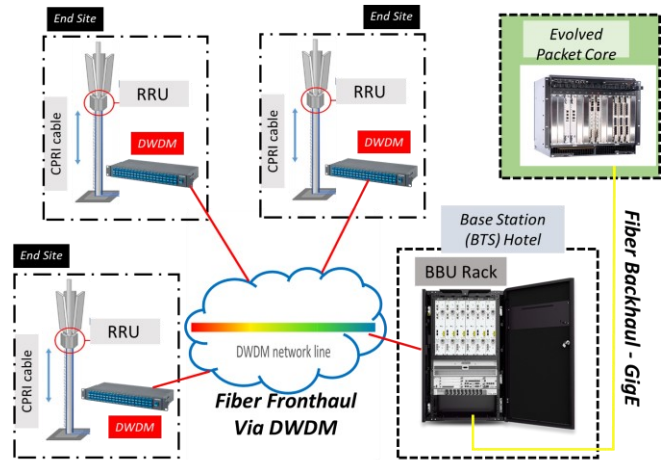 End Site
RRU
CPRI cable
DWDM
End Site
RRU
CPRI cable
DWDM
Evolved
Packet Core
End Site
RRU
CPRI cable
DWDM
DWDM network line
Fiber Fronthaul
Via DWDM
Base Station
(BTS) Hotel
BBU Rack
Fiber Backhaul - GigE